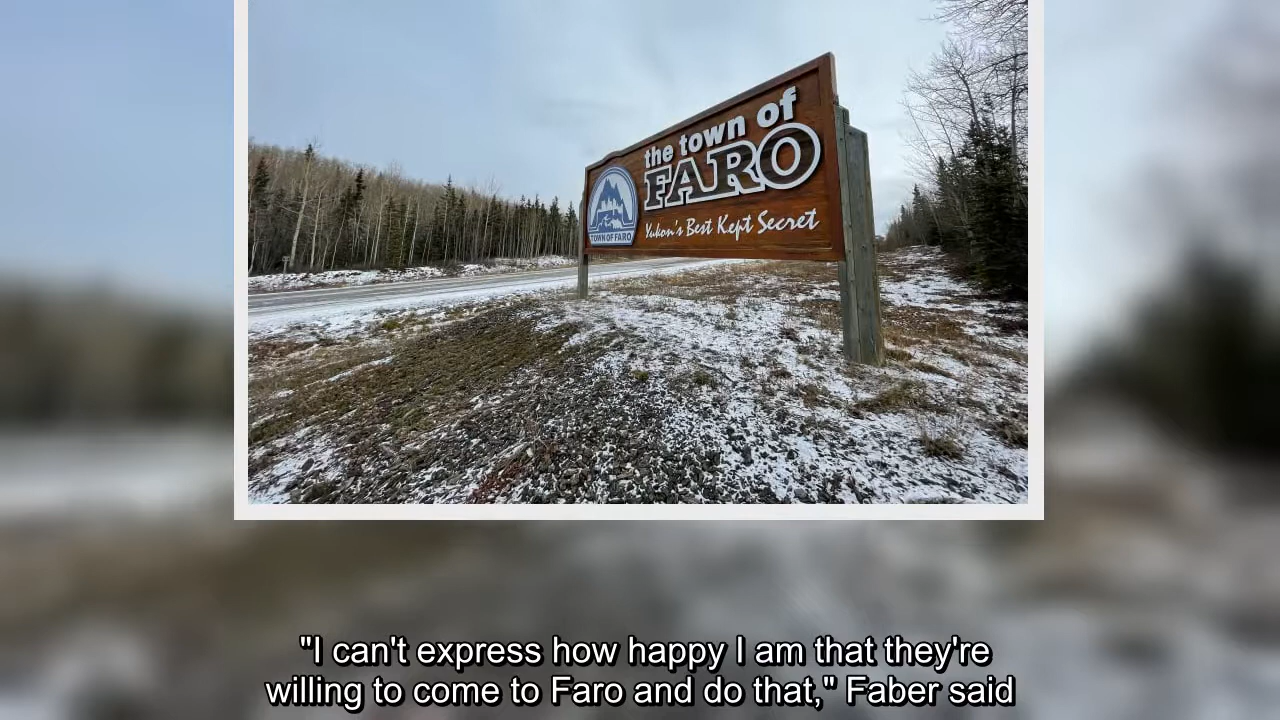 the town of
FARO
TOWN OF FARO
Yukon's Best Kept Secret
"I can't express how happy I am that they're
willing to come to Faro and do that," Faber said